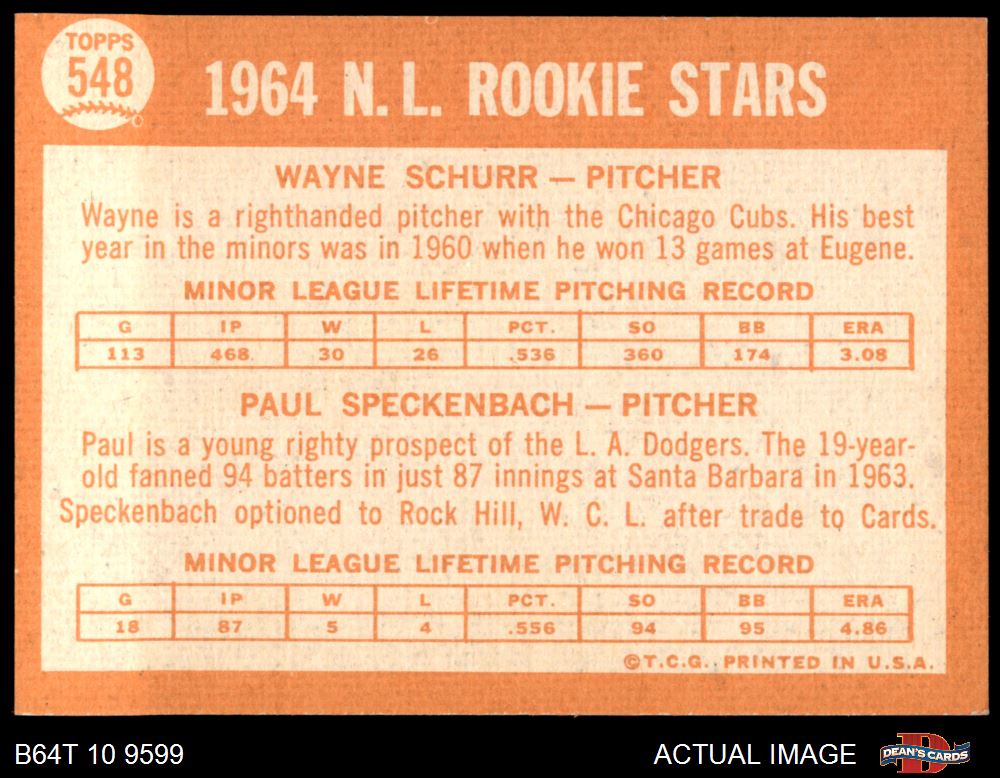 TOPPS
548
1964 N. L. ROOKIE STARS
WAYNE SCHURR — PITCHER
Wayne is a righthanded pitcher with the Chicago Cubs. His best
year in the minors was in 1960 when he won 13 games at Eugene.
MINOR LEAGUE LIFETIME PITCHING RECORD
G IP W L PCT. SO BB ERA
113 468 30 26 .536 360 174 3.08
PAUL SPECKENBACH — PITCHER
Paul is a young righty prospect of the L. A. Dodgers. The 19-year-
old fanned 94 batters in just 87 innings at Santa Barbara in 1963.
Speckenbach optioned to Rock Hill, W. C. L. after trade to Cards.
MINOR LEAGUE LIFETIME PITCHING RECORD
G IP W L PCT. SO BB ERA
18 87 5 4 .556 94 95 4.86
©T.C.G. PRINTED IN U.S.A.
B64T 10 9599 ACTUAL IMAGE DEAN'S CARDS